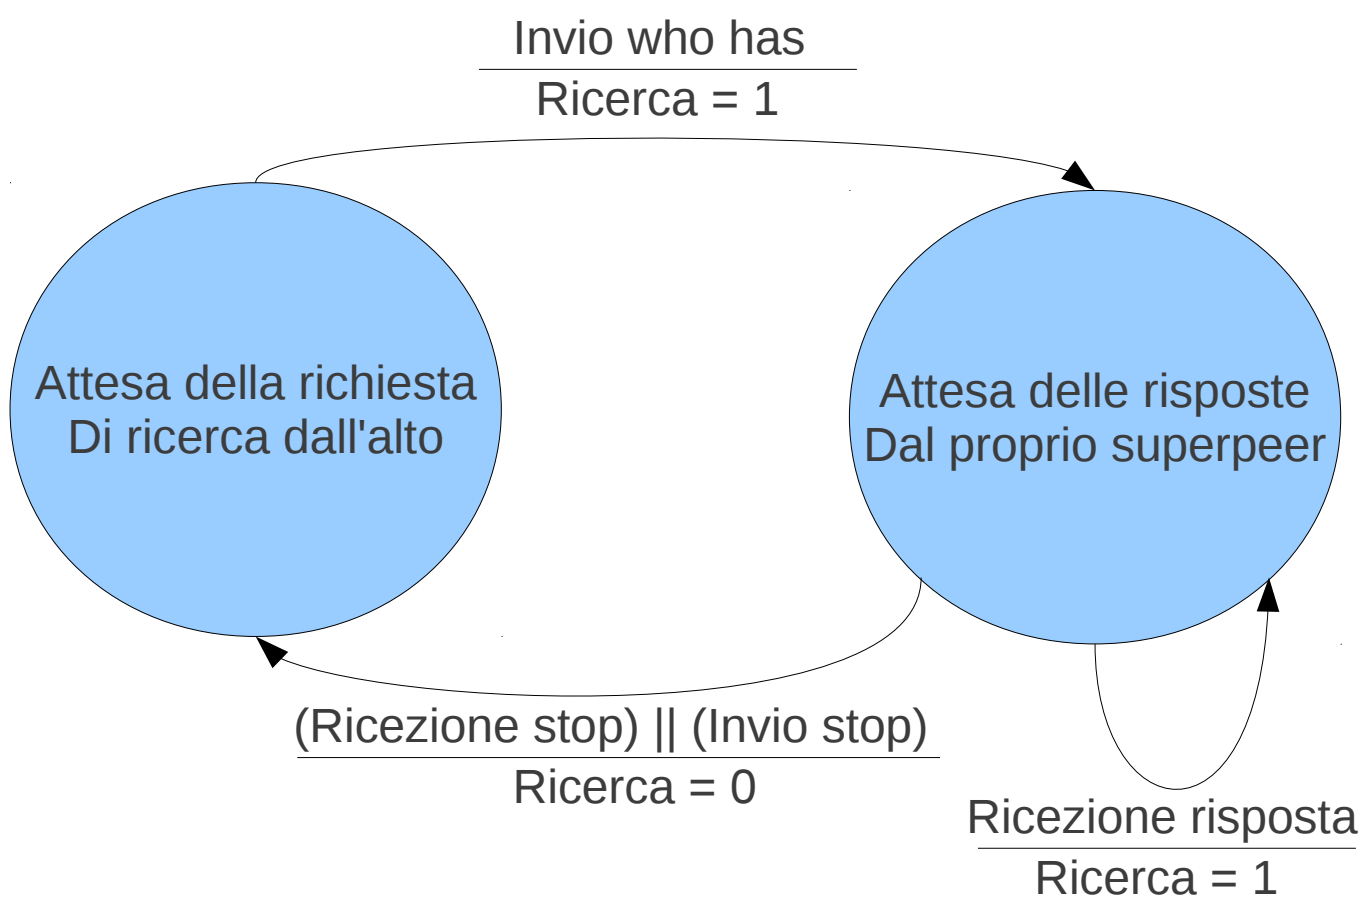 Invio who has
Ricerca = 1
Attesa della richiesta
Di ricerca dall'alto
Attesa delle risposte
Dal proprio superpeer
(Ricezione stop) || (Invio stop)
Ricerca = 0
Ricezione risposta
Ricerca = 1